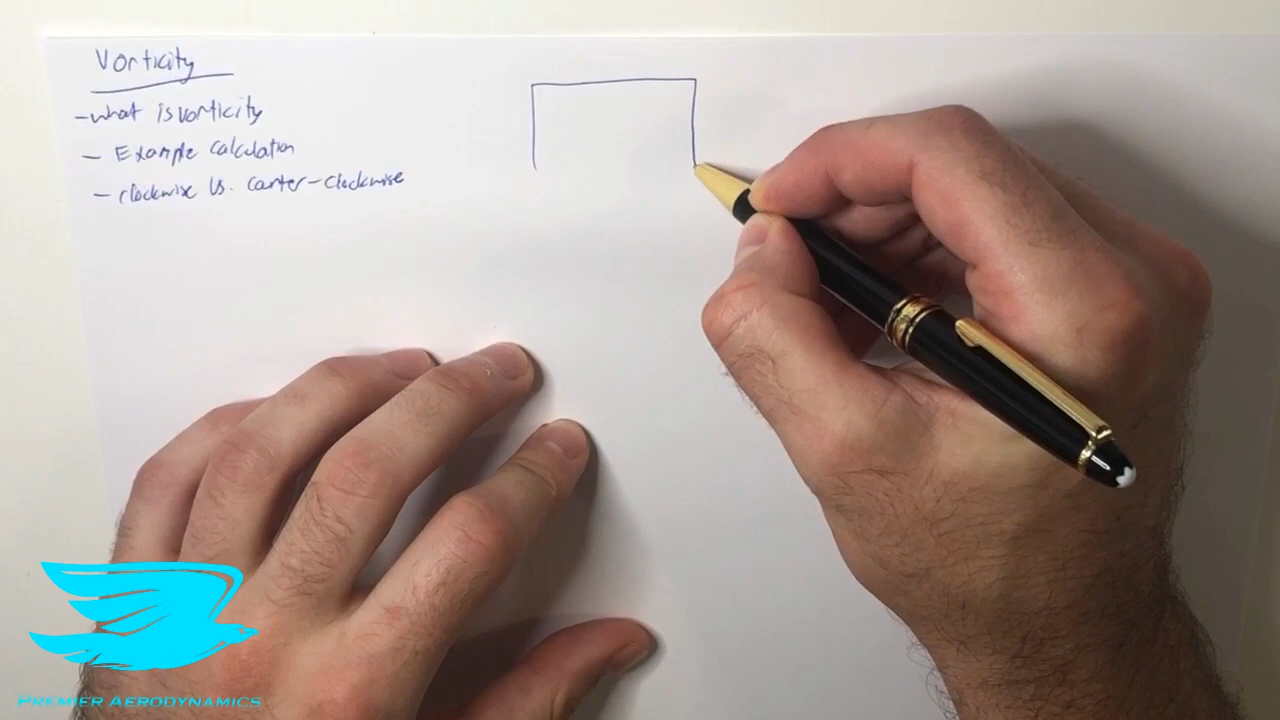 Vorticity
- what is vorticity
- Example calculation
- clockwise vs. counter-clockwise
PREMIER AERODYNAMICS